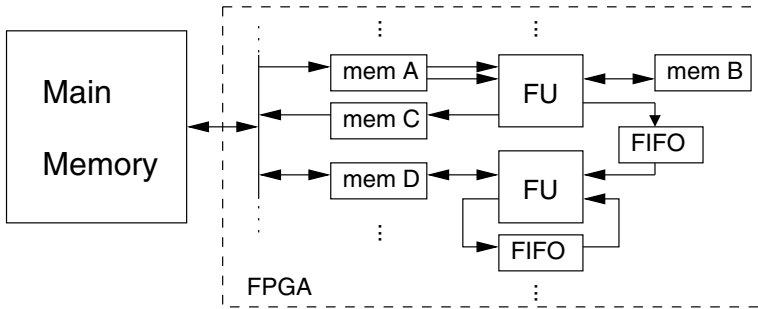 Main
Memory
mem A
FU
mem B
mem C
FIFO
mem D
FU
FIFO
FPGA